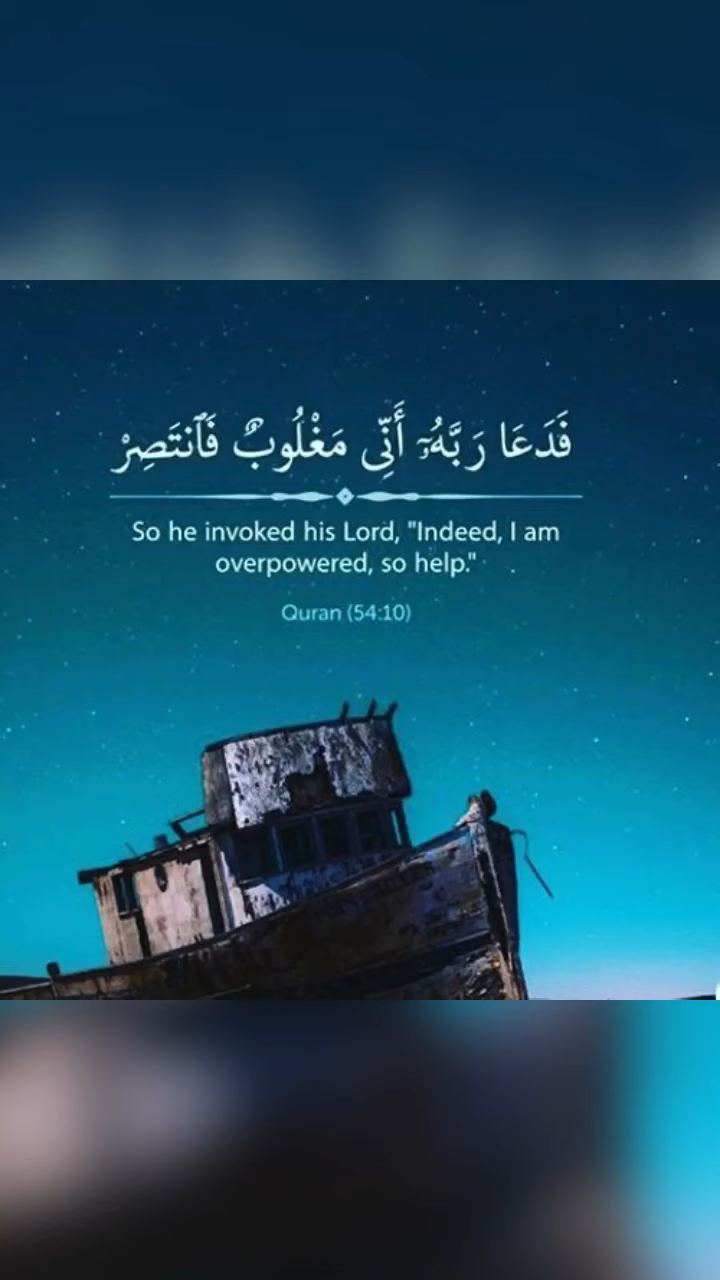 فَدَعَا رَبَّهُۥٓ أَنِّى مَغْلُوبٌ فَٱنتَصِرْ
So he invoked his Lord, "Indeed, I am
overpowered, so help."
Quran (54:10)